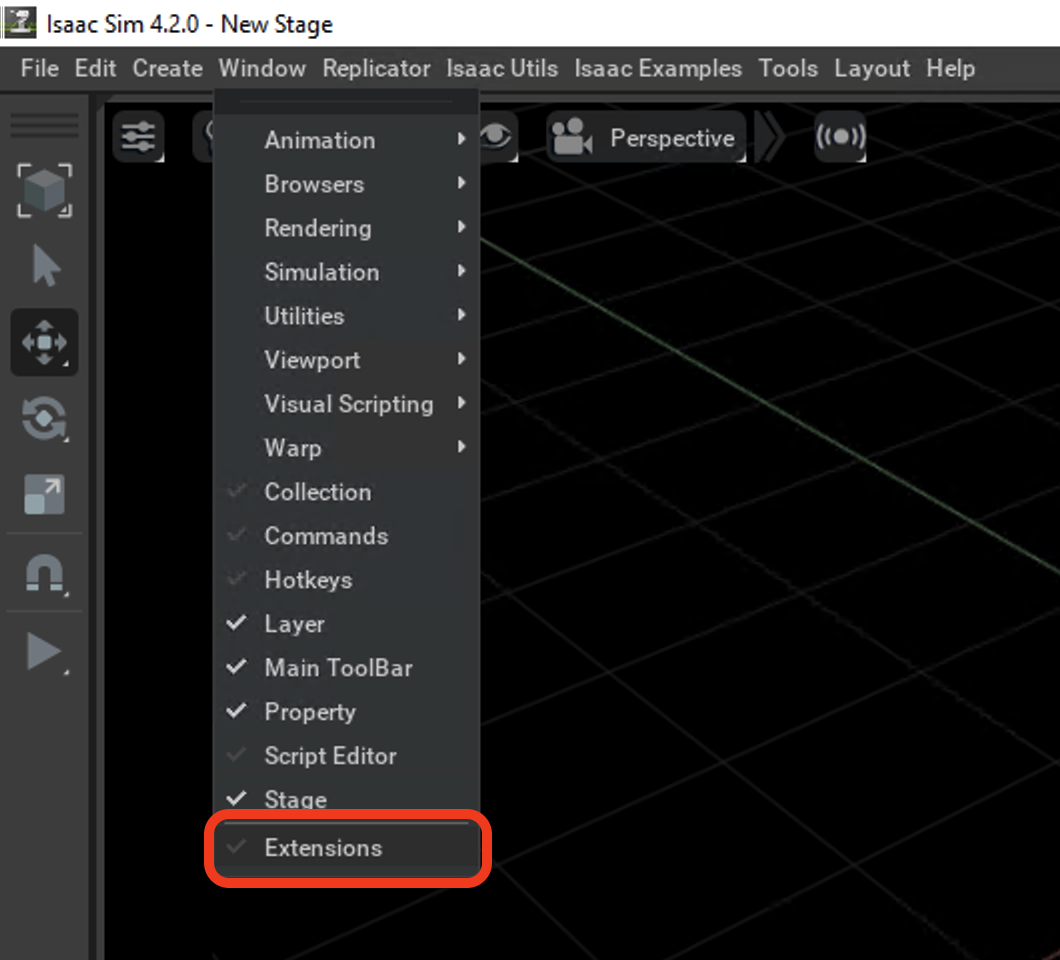 Isaac Sim 4.2.0 - New Stage
File Edit Create Window Replicator Isaac Utils Isaac Examples Tools Layout Help
Perspective
Animation
Browsers
Rendering
Simulation
Utilities
Viewport
Visual Scripting
Warp
Collection
Commands
Hotkeys
Layer
Main ToolBar
Property
Script Editor
Stage
Extensions